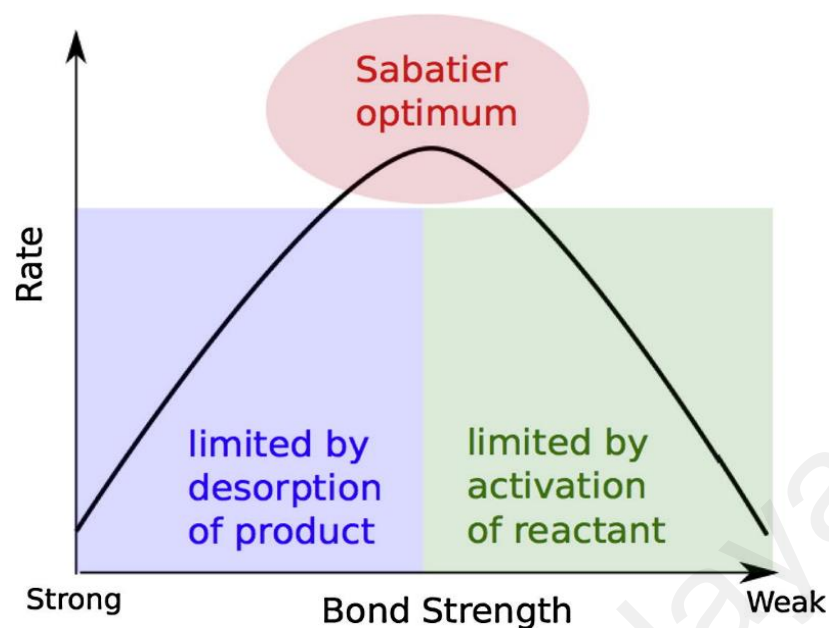 Sabatier
optimum
Rate
limited by
desorption
of product
limited by
activation
of reactant
Strong
Bond Strength
Weak